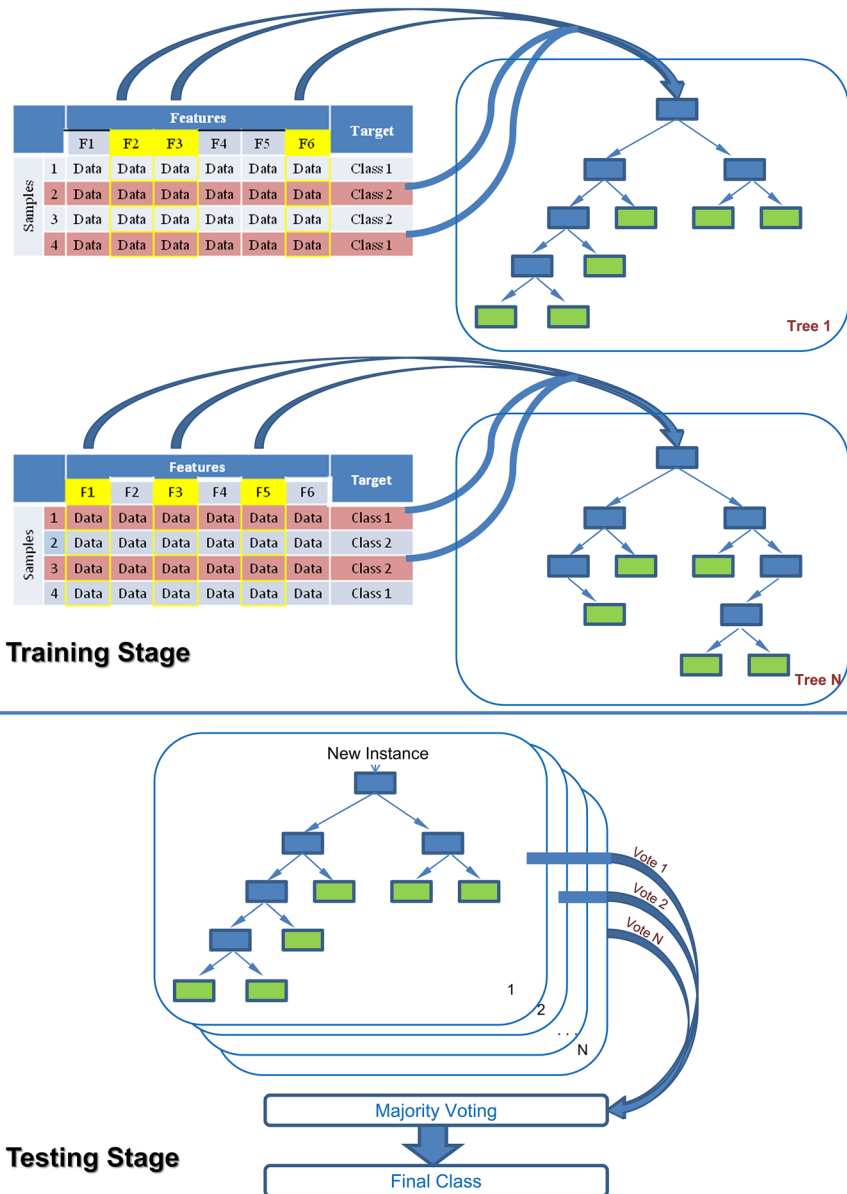 Features Target
F1 F2 F3 F4 F5 F6
Samples
1 Data Data Data Data Data Data Class 1
2 Data Data Data Data Data Data Class 2
3 Data Data Data Data Data Data Class 2
4 Data Data Data Data Data Data Class 1
Tree 1
Features Target
F1 F2 F3 F4 F5 F6
Samples
1 Data Data Data Data Data Data Class 1
2 Data Data Data Data Data Data Class 2
3 Data Data Data Data Data Data Class 2
4 Data Data Data Data Data Data Class 1
Training Stage
Tree N
New Instance
Vote 1
Vote 2
Vote N
1
2
...
N
Majority Voting
Testing Stage
Final Class